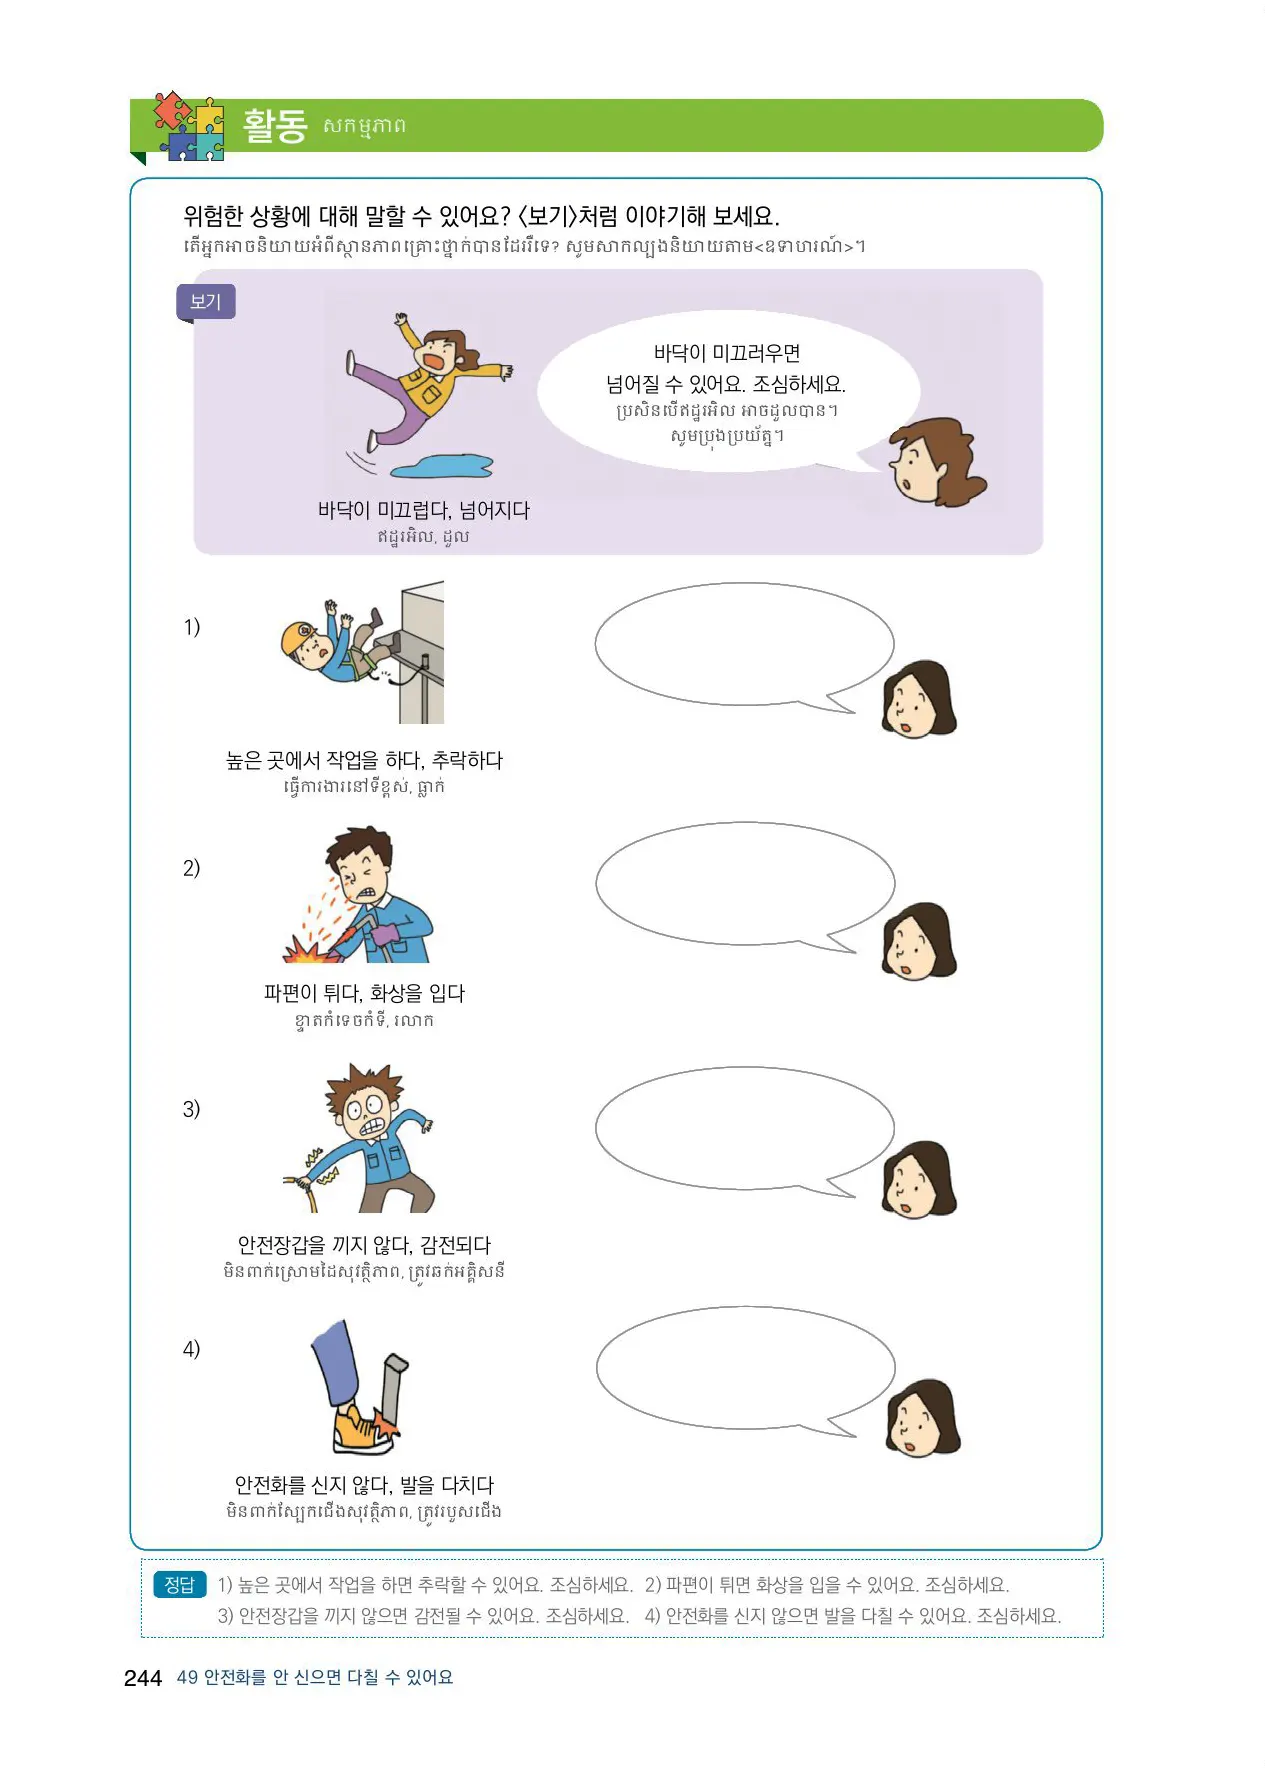 활동 សកម្មភាព
위험한 상황에 대해 말할 수 있어요? 〈보기〉처럼 이야기해 보세요.
តើអ្នកអាចនិយាយអំពីស្ថានភាពគ្រោះថ្នាក់បានដែររឺទេ? សូមសាកល្បងនិយាយតាម<ឧទាហរណ៍>។
보기
바닥이 미끄러우면
넘어질 수 있어요. 조심하세요.
ប្រសិនបើឥដ្ឋរអិល អាចដួលបាន។
សូមប្រុងប្រយ័ត្ន។
바닥이 미끄럽다, 넘어지다
ឥដ្ឋរអិល, ដួល
1)
높은 곳에서 작업을 하다, 추락하다
ធ្វើការងារនៅទីខ្ពស់, ធ្លាក់
2)
파편이 튀다, 화상을 입다
ខ្ទាតកំទេចកំទី, រលាក
3)
안전장갑을 끼지 않다, 감전되다
មិនពាក់ស្រោមដៃសុវត្ថិភាព, ត្រូវឆក់អគ្គិសនី
4)
안전화를 신지 않다, 발을 다치다
មិនពាក់ស្បែកជើងសុវត្ថិភាព, ត្រូវរបួសជើង
정답 1) 높은 곳에서 작업을 하면 추락할 수 있어요. 조심하세요. 2) 파편이 튀면 화상을 입을 수 있어요. 조심하세요.
3) 안전장갑을 끼지 않으면 감전될 수 있어요. 조심하세요. 4) 안전화를 신지 않으면 발을 다칠 수 있어요. 조심하세요.
244 49 안전화를 안 신으면 다칠 수 있어요